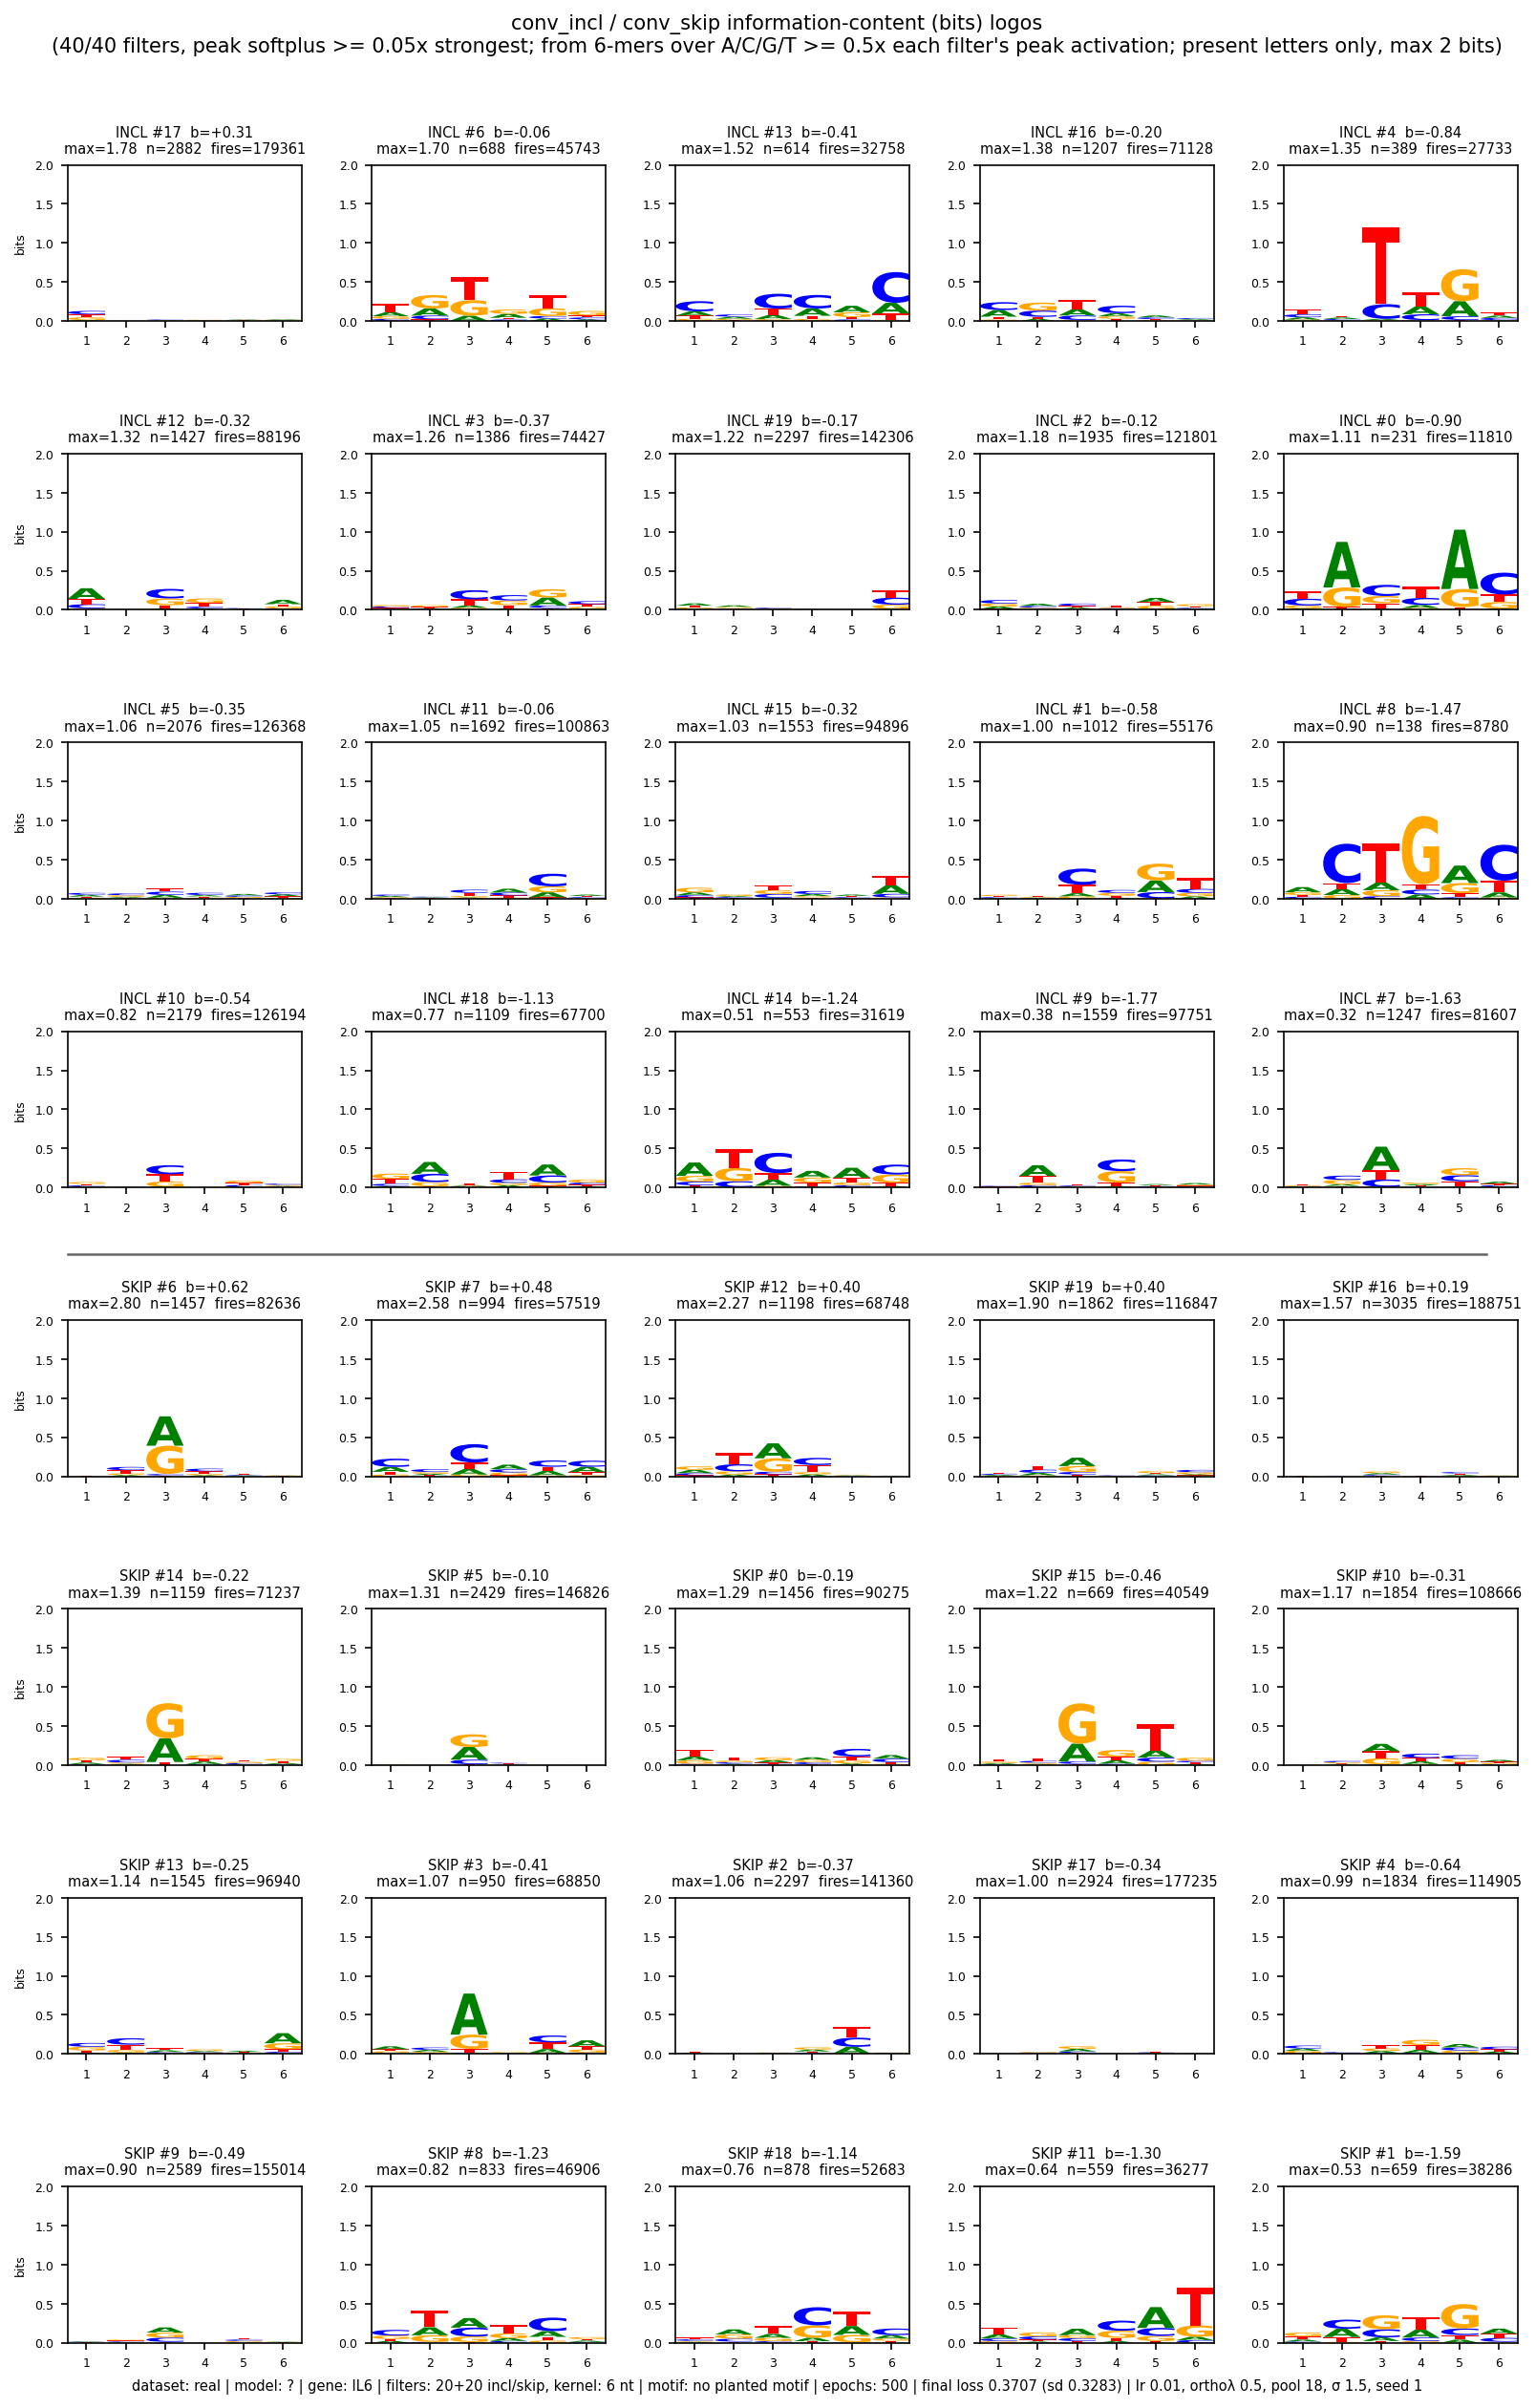 conv_incl / conv_skip information-content (bits) logos
(40/40 filters, peak softplus >= 0.05x strongest; from 6-mers over A/C/G/T >= 0.5x each filter's peak activation; present letters only, max 2 bits)
INCL #17 b=+0.31
max=1.78 n=2882 fires=179361
INCL #6 b=-0.06
max=1.70 n=688 fires=45743
INCL #13 b=-0.41
max=1.52 n=614 fires=32758
INCL #16 b=-0.20
max=1.38 n=1207 fires=71128
INCL #4 b=-0.84
max=1.35 n=389 fires=27733
INCL #12 b=-0.32
max=1.32 n=1427 fires=88196
INCL #3 b=-0.37
max=1.26 n=1386 fires=74427
INCL #19 b=-0.17
max=1.22 n=2297 fires=142306
INCL #2 b=-0.12
max=1.18 n=1935 fires=121801
INCL #0 b=-0.90
max=1.11 n=231 fires=11810
INCL #5 b=-0.35
max=1.06 n=2076 fires=126368
INCL #11 b=-0.06
max=1.05 n=1692 fires=100863
INCL #15 b=-0.32
max=1.03 n=1553 fires=94896
INCL #1 b=-0.58
max=1.00 n=1012 fires=55176
INCL #8 b=-1.47
max=0.90 n=138 fires=8780
INCL #10 b=-0.54
max=0.82 n=2179 fires=126194
INCL #18 b=-1.13
max=0.77 n=1109 fires=67700
INCL #14 b=-1.24
max=0.51 n=553 fires=31619
INCL #9 b=-1.77
max=0.38 n=1559 fires=97751
INCL #7 b=-1.63
max=0.32 n=1247 fires=81607
SKIP #6 b=+0.62
max=2.80 n=1457 fires=82636
SKIP #7 b=+0.48
max=2.58 n=994 fires=57519
SKIP #12 b=+0.40
max=2.27 n=1198 fires=68748
SKIP #19 b=+0.40
max=1.90 n=1862 fires=116847
SKIP #16 b=+0.19
max=1.57 n=3035 fires=188751
SKIP #14 b=-0.22
max=1.39 n=1159 fires=71237
SKIP #5 b=-0.10
max=1.31 n=2429 fires=146826
SKIP #0 b=-0.19
max=1.29 n=1456 fires=90275
SKIP #15 b=-0.46
max=1.22 n=669 fires=40549
SKIP #10 b=-0.31
max=1.17 n=1854 fires=108666
SKIP #13 b=-0.25
max=1.14 n=1545 fires=96940
SKIP #3 b=-0.41
max=1.07 n=950 fires=68850
SKIP #2 b=-0.37
max=1.06 n=2297 fires=141360
SKIP #17 b=-0.34
max=1.00 n=2924 fires=177235
SKIP #4 b=-0.64
max=0.99 n=1834 fires=114905
SKIP #9 b=-0.49
max=0.90 n=2589 fires=155014
SKIP #8 b=-1.23
max=0.82 n=833 fires=46906
SKIP #18 b=-1.14
max=0.76 n=878 fires=52683
SKIP #11 b=-1.30
max=0.64 n=559 fires=36277
SKIP #1 b=-1.59
max=0.53 n=659 fires=38286
dataset: real | model: ? | gene: IL6 | filters: 20+20 incl/skip, kernel: 6 nt | motif: no planted motif | epochs: 500 | final loss 0.3707 (sd 0.3283) | lr 0.01, orthoλ 0.5, pool 18, σ 1.5, seed 1